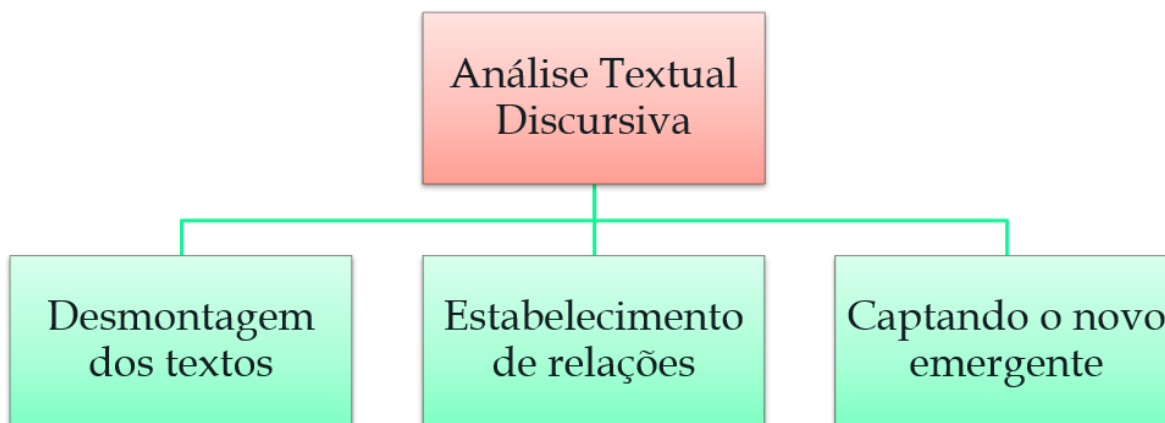 Análise Textual
Discursiva
Desmontagem
dos textos
Estabelecimento
de relações
Captando o novo
emergente